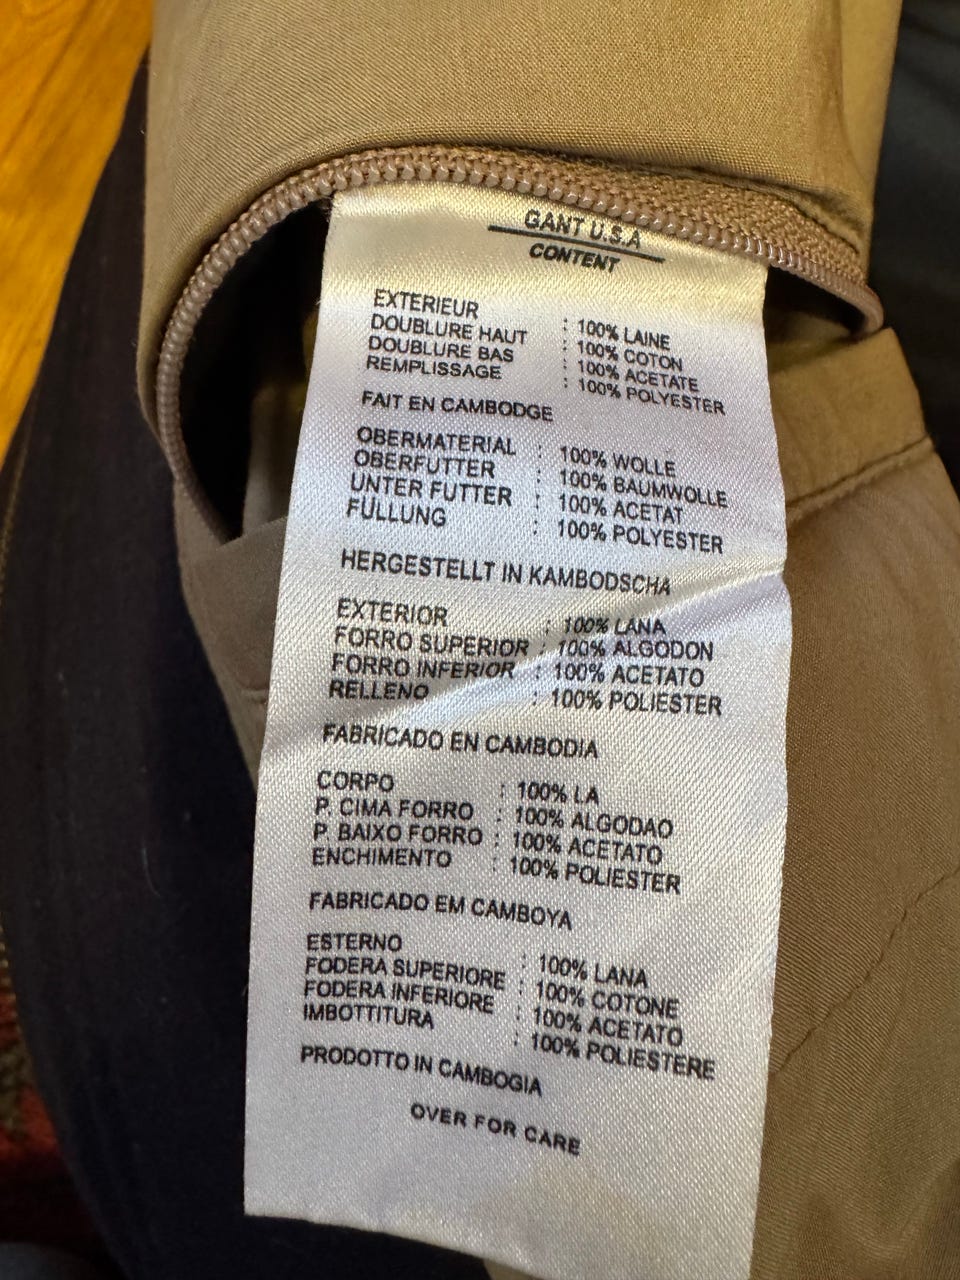 GANT U.S.A
CONTENT
EXTERIEUR : 100% LAINE
DOUBLURE HAUT : 100% COTON
DOUBLURE BAS : 100% ACETATE
REMPLISSAGE : 100% POLYESTER
FAIT EN CAMBODGE
OBERMATERIAL : 100% WOLLE
OBERFUTTER : 100% BAUMWOLLE
UNTER FUTTER : 100% ACETAT
FULLUNG : 100% POLYESTER
HERGESTELLT IN KAMBODSCHA
EXTERIOR : 100% LANA
FORRO SUPERIOR : 100% ALGODON
FORRO INFERIOR : 100% ACETATO
RELLENO : 100% POLIESTER
FABRICADO EN CAMBODIA
CORPO : 100% LA
P. CIMA FORRO : 100% ALGODAO
P. BAIXO FORRO : 100% ACETATO
ENCHIMENTO : 100% POLIESTER
FABRICADO EM CAMBOYA
ESTERNO : 100% LANA
FODERA SUPERIORE : 100% COTONE
FODERA INFERIORE : 100% ACETATO
IMBOTTITURA : 100% POLIESTERE
PRODOTTO IN CAMBOGIA
OVER FOR CARE